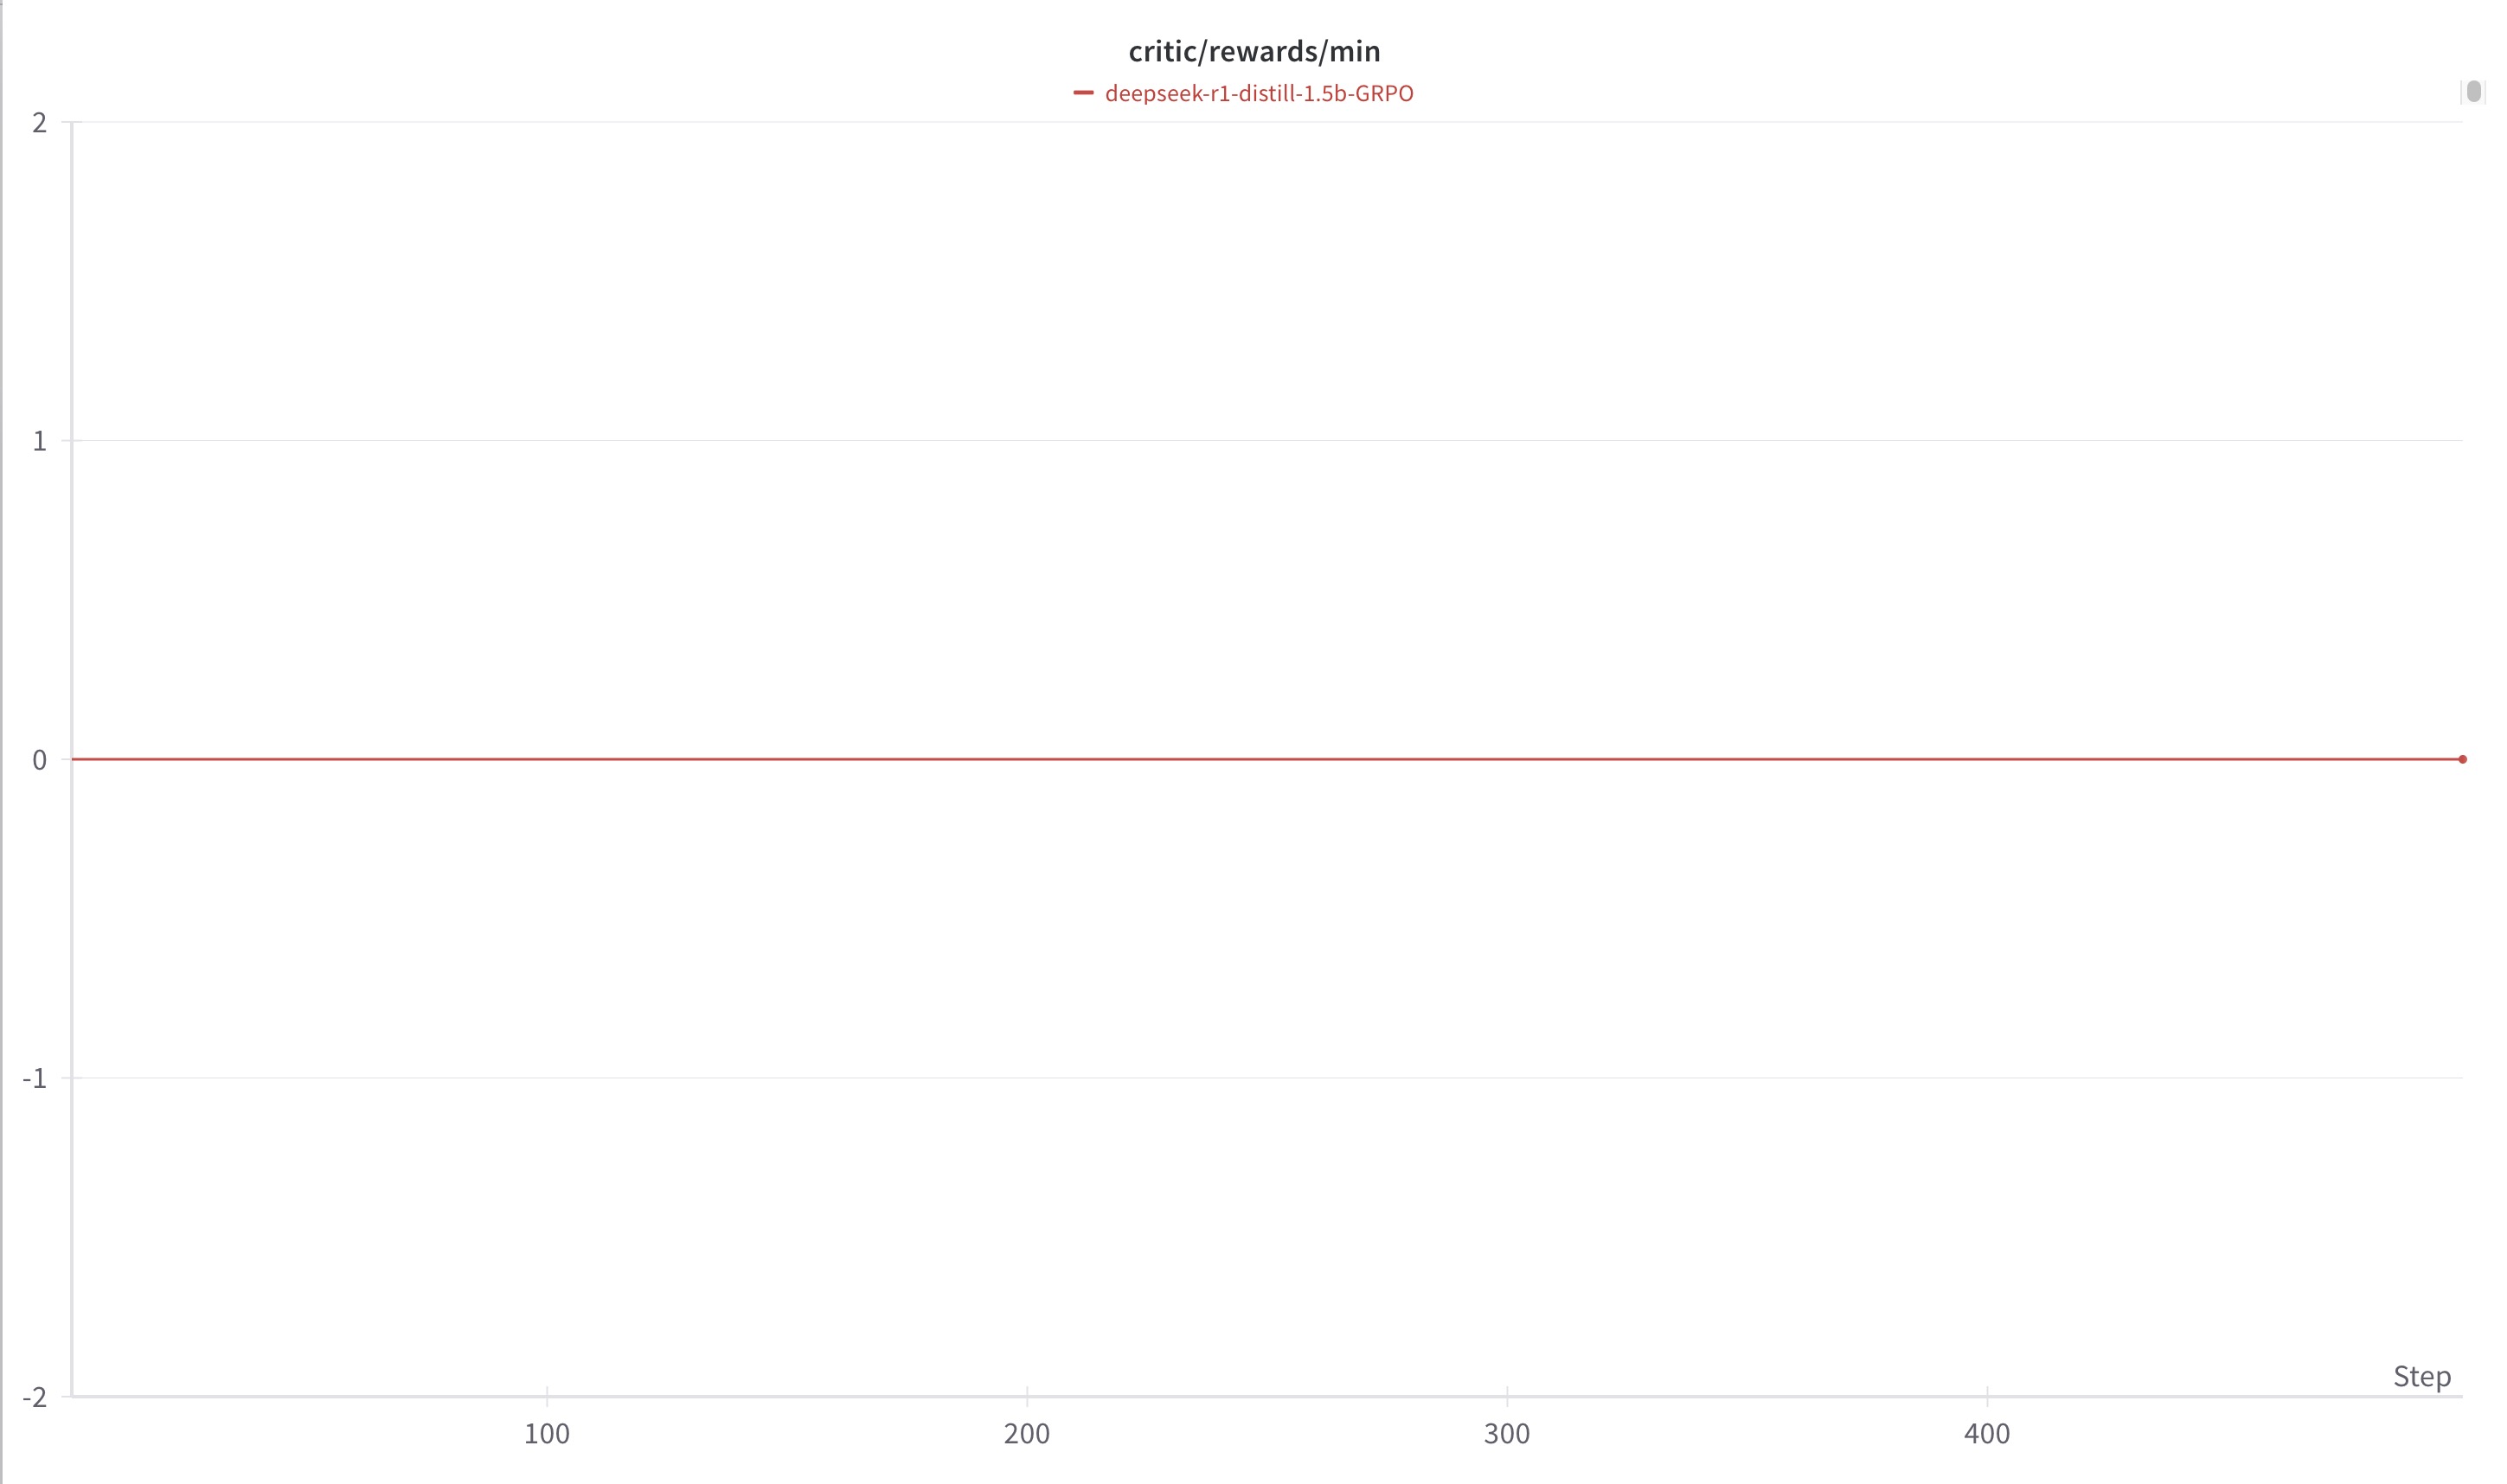 critic/rewards/min
deepseek-r1-distill-1.5b-GRPO
2
1
0
-1
-2
Step
100 200 300 400